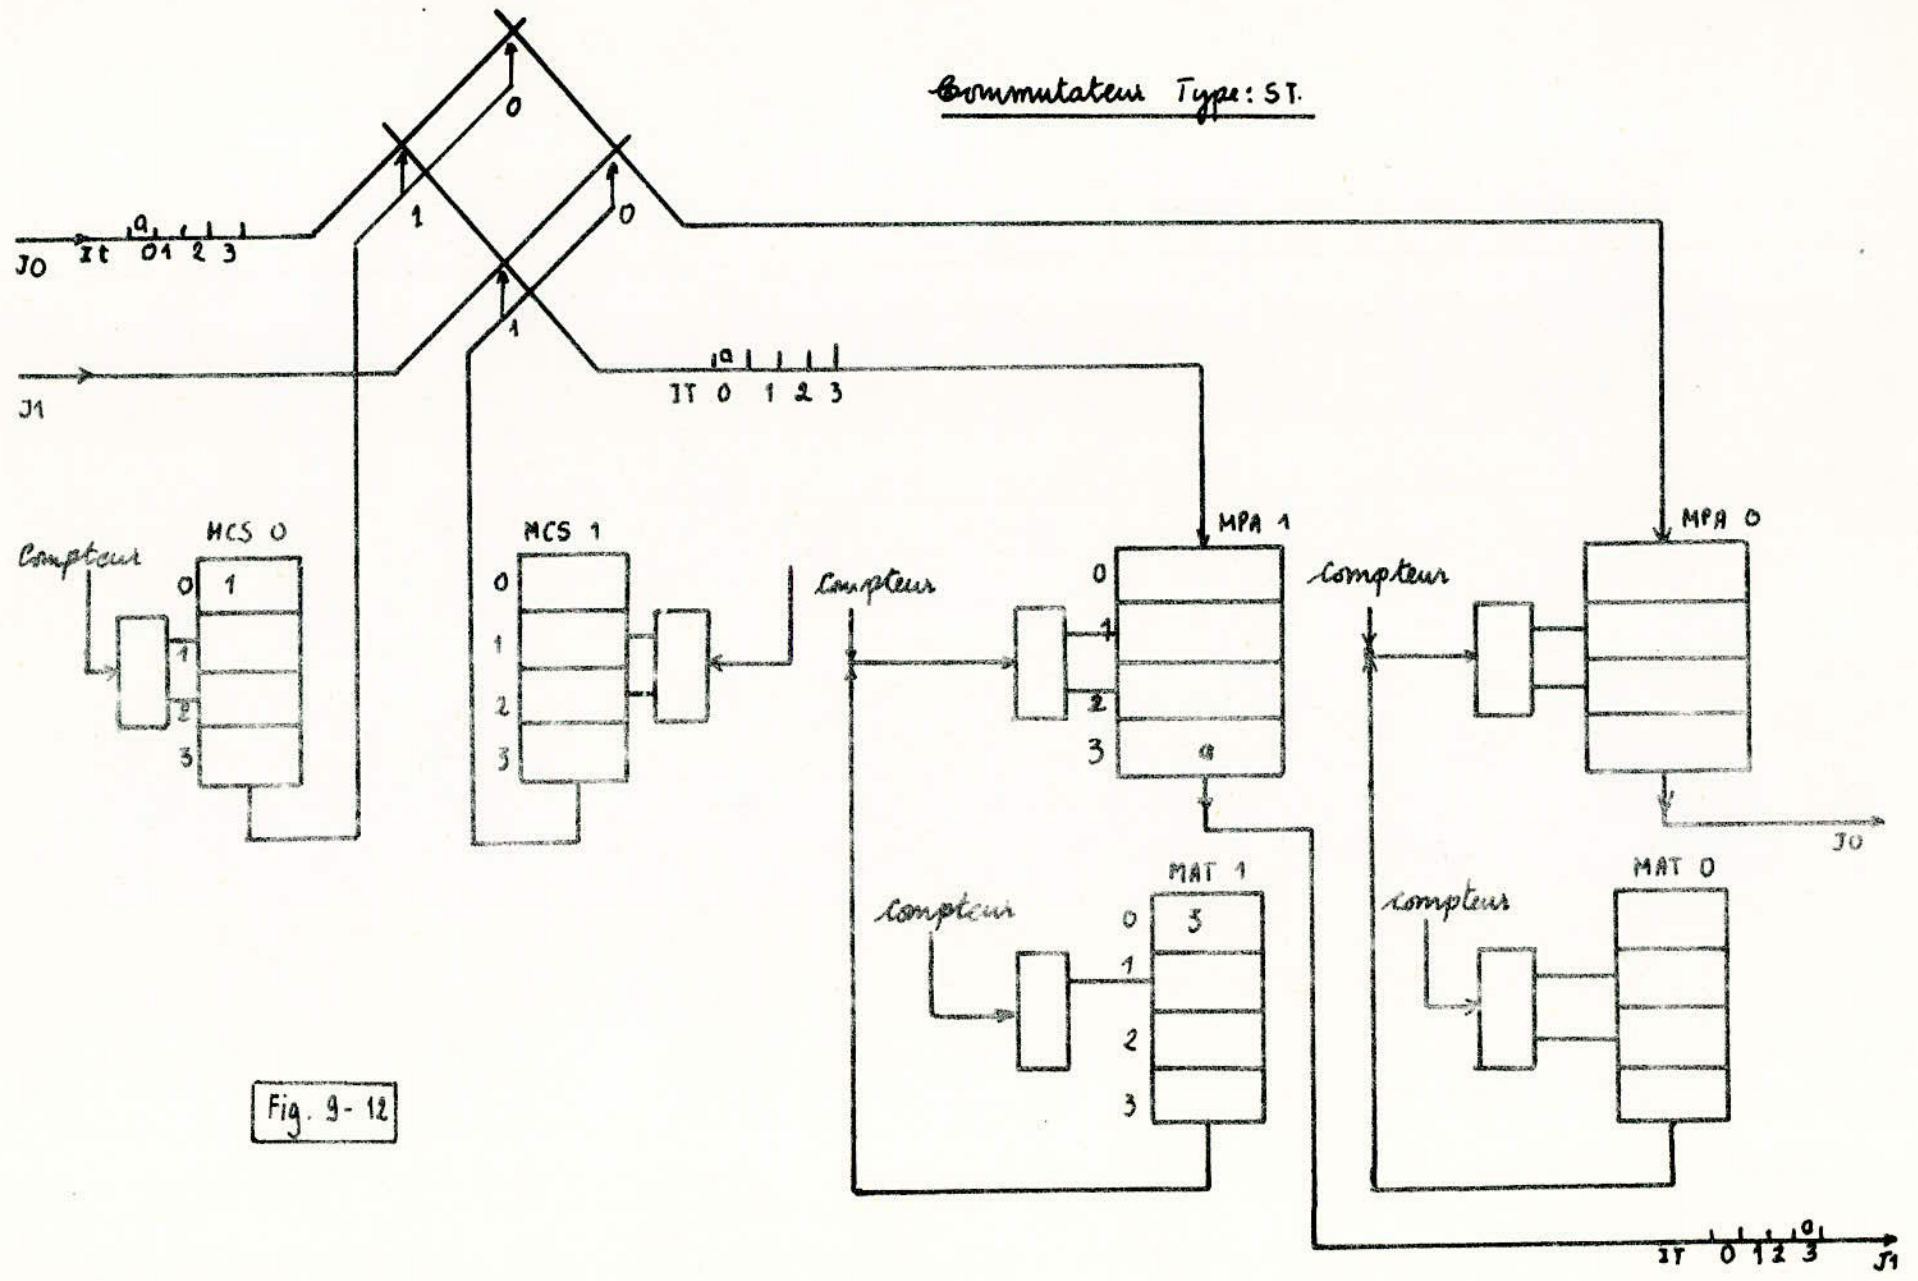 Commutateur Type: ST.
0
1
0
1
a
J0 It 0 1 2 3
J1
a
IT 0 1 2 3
MCS 0
Compteur
0 1
1
2
3
MCS 1
0
1
2
3
Compteur
MPA 1
0
1
2
3 a
Compteur
MPA 0
J0
MAT 1
Compteur
0 3
1
2
3
MAT 0
Compteur
Fig. 9-12
a
IT 0 1 2 3
J1